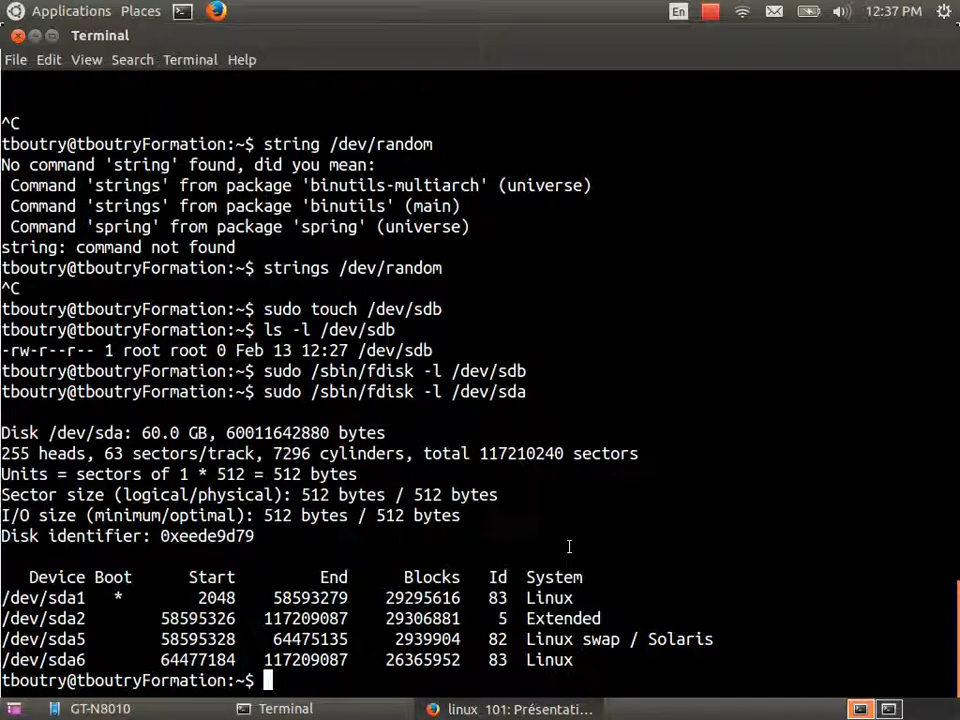 Applications Places En 12:37 PM
Terminal
File Edit View Search Terminal Help
^C
tboutry@tboutryFormation:~$ string /dev/random
No command 'string' found, did you mean:
 Command 'strings' from package 'binutils-multiarch' (universe)
 Command 'strings' from package 'binutils' (main)
 Command 'spring' from package 'spring' (universe)
string: command not found
tboutry@tboutryFormation:~$ strings /dev/random
^C
tboutry@tboutryFormation:~$ sudo touch /dev/sdb
tboutry@tboutryFormation:~$ ls -l /dev/sdb
-rw-r--r-- 1 root root 0 Feb 13 12:27 /dev/sdb
tboutry@tboutryFormation:~$ sudo /sbin/fdisk -l /dev/sdb
tboutry@tboutryFormation:~$ sudo /sbin/fdisk -l /dev/sda
Disk /dev/sda: 60.0 GB, 60011642880 bytes
255 heads, 63 sectors/track, 7296 cylinders, total 117210240 sectors
Units = sectors of 1 * 512 = 512 bytes
Sector size (logical/physical): 512 bytes / 512 bytes
I/O size (minimum/optimal): 512 bytes / 512 bytes
Disk identifier: 0xeede9d79
   Device Boot      Start         End      Blocks   Id  System
/dev/sda1   *        2048    58593279    29295616   83  Linux
/dev/sda2        58595326   117209087    29306881    5  Extended
/dev/sda5        58595328    64475135     2939904   82  Linux swap / Solaris
/dev/sda6        64477184   117209087    26365952   83  Linux
tboutry@tboutryFormation:~$
GT-N8010 Terminal linux 101: Présentati...